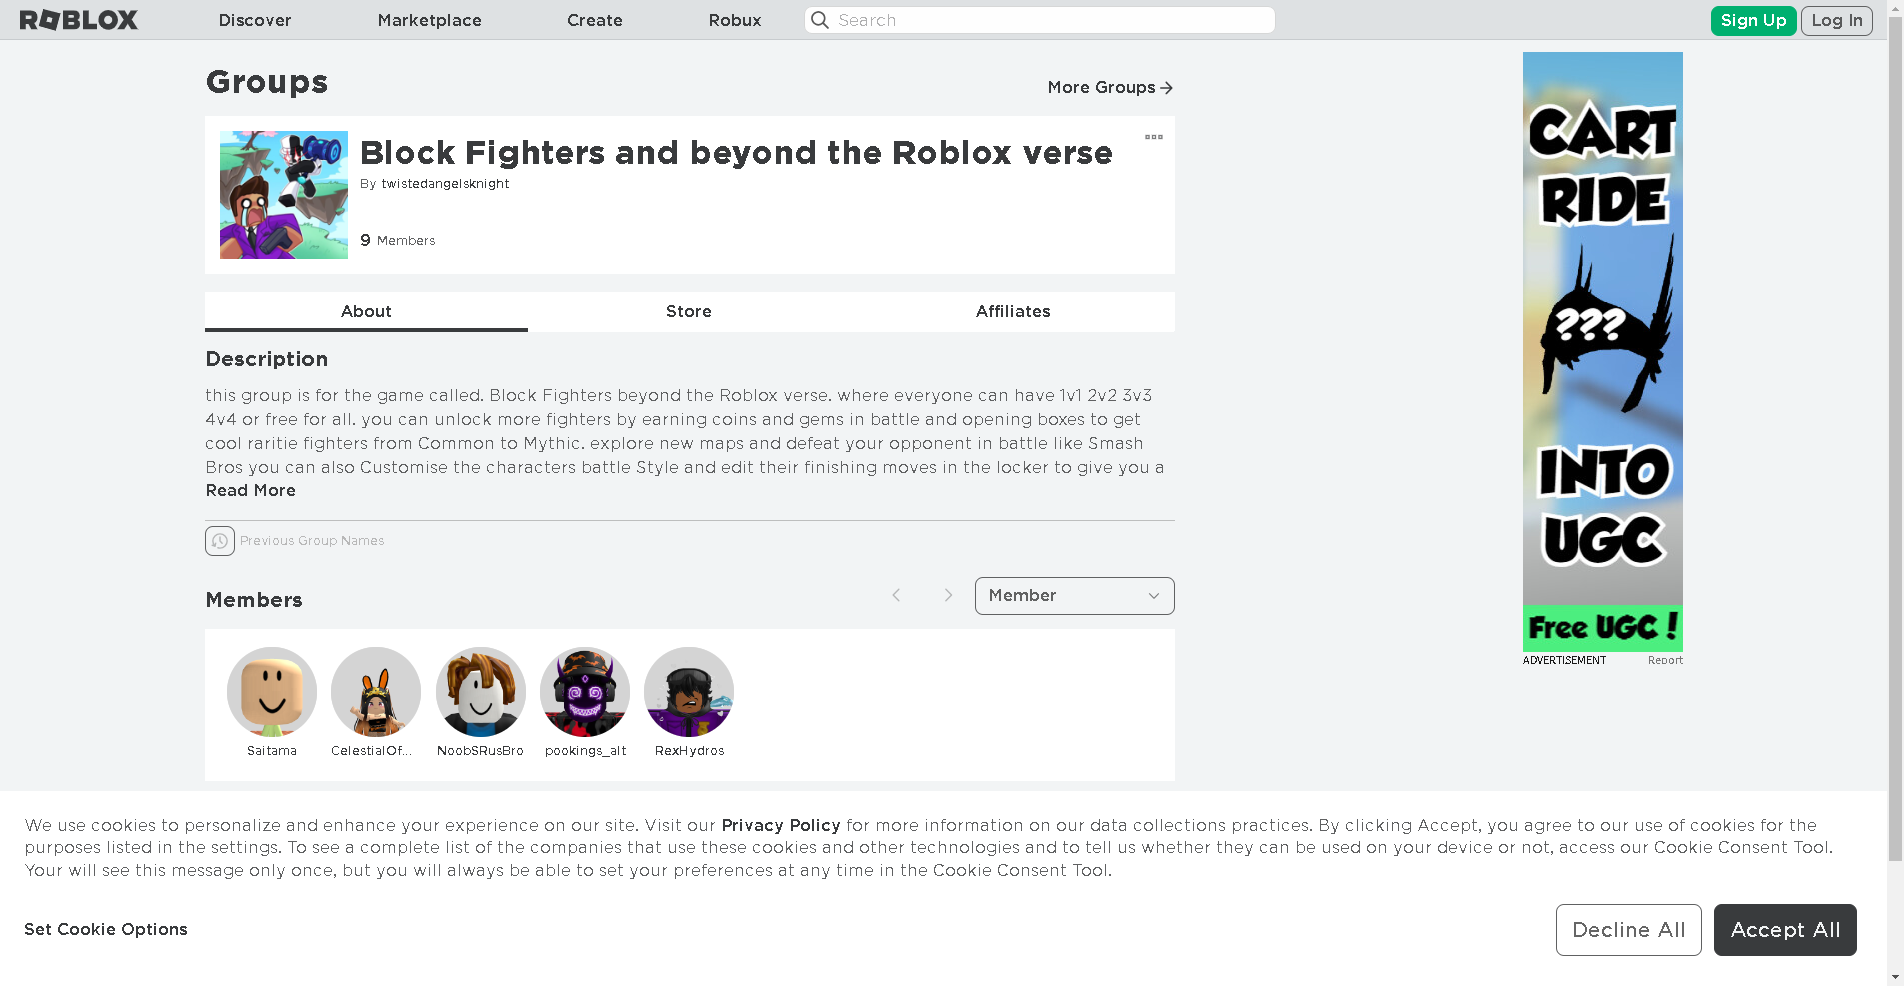 ROBLOX
Discover
Marketplace
Create
Robux
Search
Sign Up
Log In
Groups
More Groups
Block Fighters and beyond the Roblox verse
By twistedangelsknight
9 Members
About
Store
Affiliates
Description
this group is for the game called. Block Fighters beyond the Roblox verse. where everyone can have 1v1 2v2 3v3
4v4 or free for all. you can unlock more fighters by earning coins and gems in battle and opening boxes to get
cool raritie fighters from Common to Mythic. explore new maps and defeat your opponent in battle like Smash
Bros you can also Customise the characters battle Style and edit their finishing moves in the locker to give you a
Read More
Previous Group Names
Members
Member
Saitama
CelestialOf...
NoobSRusBro
pookings_alt
RexHydros
CART
RIDE
???
INTO
UGC
Free UGC !
ADVERTISEMENT
Report
We use cookies to personalize and enhance your experience on our site. Visit our Privacy Policy for more information on our data collections practices. By clicking Accept, you agree to our use of cookies for the
purposes listed in the settings. To see a complete list of the companies that use these cookies and other technologies and to tell us whether they can be used on your device or not, access our Cookie Consent Tool.
Your will see this message only once, but you will always be able to set your preferences at any time in the Cookie Consent Tool.
Set Cookie Options
Decline All
Accept All